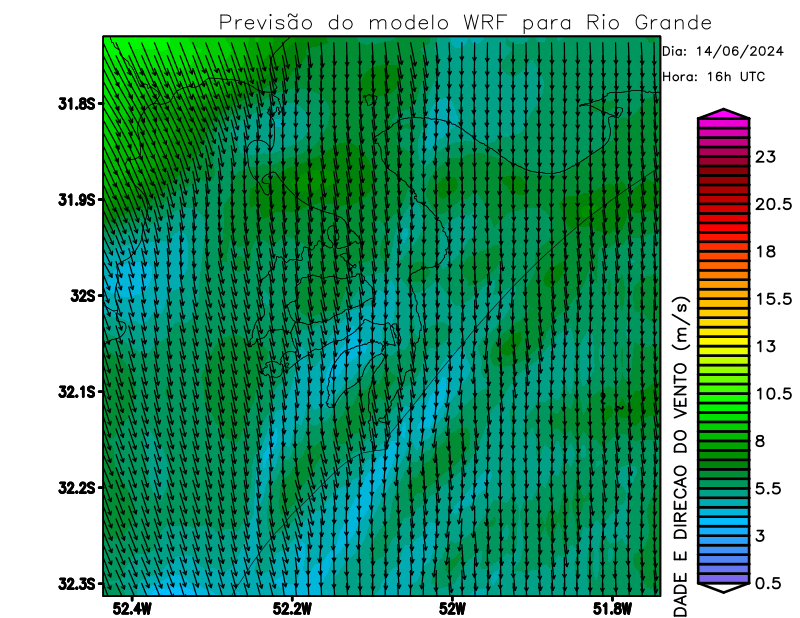 Previsão do modelo WRF para Rio Grande
Dia: 14/06/2024
Hora: 16h UTC
31.8S
31.9S
32S
32.1S
32.2S
32.3S
52.4W
52.2W
52W
51.8W
23
20.5
18
15.5
13
10.5
8
5.5
3
0.5
DADE E DIRECAO DO VENTO (m/s)